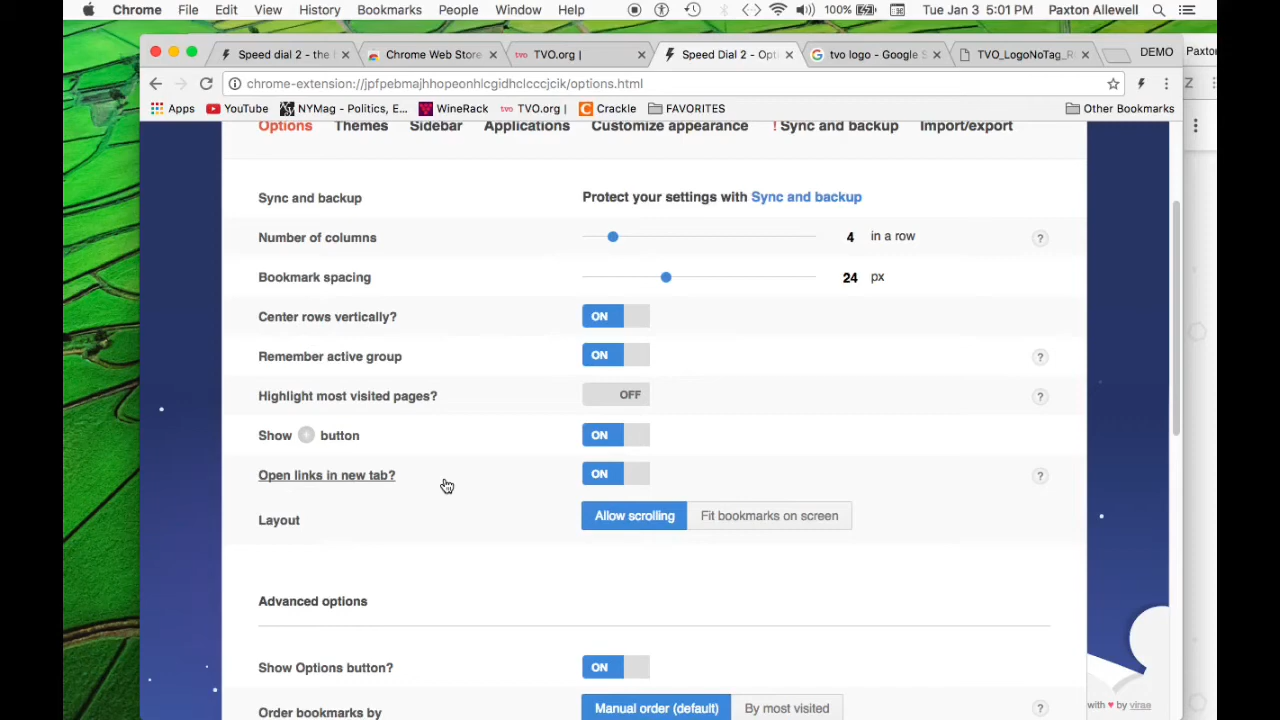 Chrome File Edit View History Bookmarks People Window Help 100% Tue Jan 3 5:01 PM Paxton Allewell
Speed dial 2 - the Chrome Web Store TVO.org | Speed Dial 2 - Opti tvo logo - Google S TVO_LogoNoTag_R DEMO Paxto
chrome-extension://jpfpebmajhhopeonhlcgidhclcccjcik/options.html
Apps YouTube NYMag - Politics, E... WineRack tvo TVO.org | Crackle FAVORITES Other Bookmarks
Options Themes Sidebar Applications Customize appearance ! Sync and backup Import/export
Sync and backup Protect your settings with Sync and backup
Number of columns 4 in a row ?
Bookmark spacing 24 px
Center rows vertically? ON
Remember active group ON ?
Highlight most visited pages? OFF ?
Show + button ON
Open links in new tab? ON ?
Layout Allow scrolling Fit bookmarks on screen
Advanced options
Show Options button? ON
Order bookmarks by Manual order (default) By most visited ?
with ♥ by virae